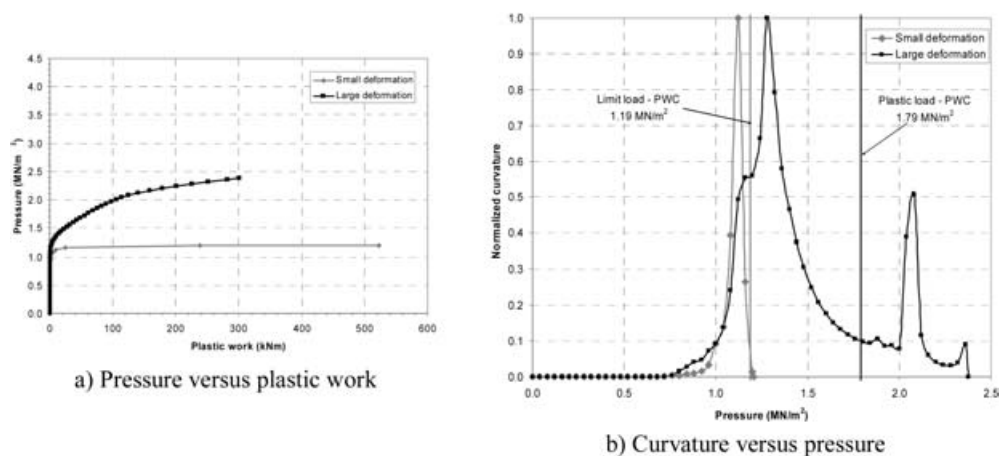 4.5
4.0
3.5
3.0
2.5
2.0
1.5
1.0
0.5
0.0
Pressure (MN/m²)
Small deformation
Large deformation
0 100 200 300 400 500 600
Plastic work (kNm)
a) Pressure versus plastic work
1.0
0.9
0.8
0.7
0.6
0.5
0.4
0.3
0.2
0.1
0.0
Normalized curvature
Small deformation
Large deformation
Limit load - PWC
1.19 MN/m²
Plastic load - PWC
1.79 MN/m²
0.0 0.5 1.0 1.5 2.0 2.5
Pressure (MN/m²)
b) Curvature versus pressure